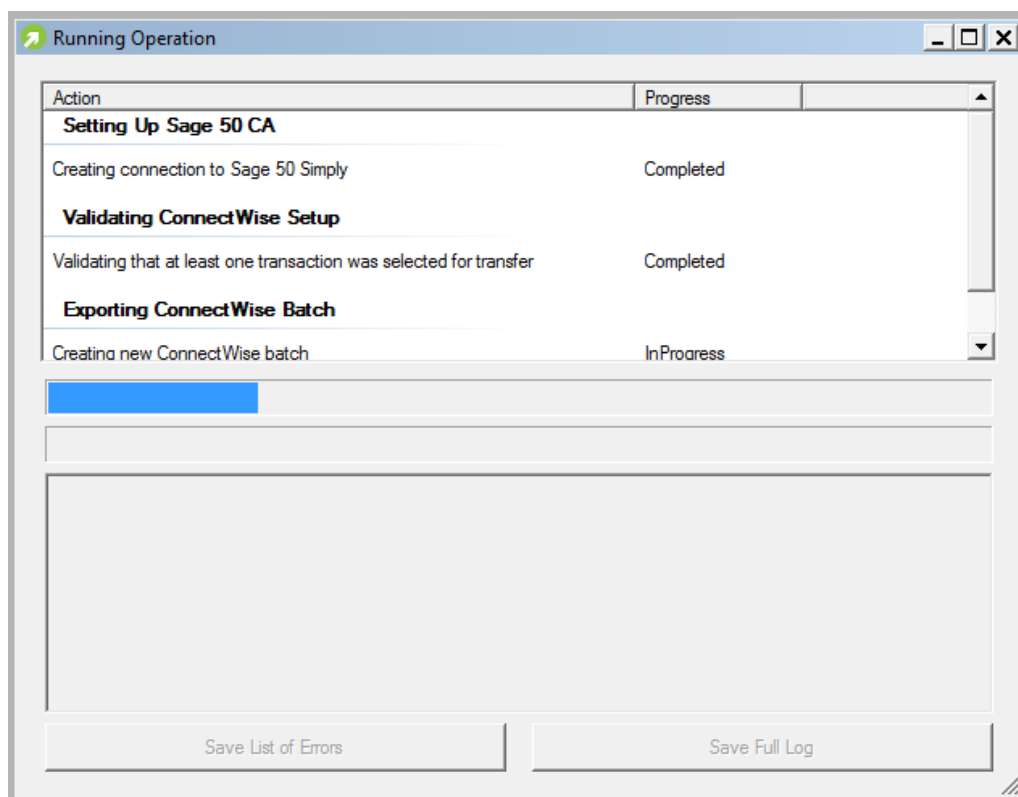 Running Operation
Action Progress
Setting Up Sage 50 CA
Creating connection to Sage 50 Simply Completed
Validating ConnectWise Setup
Validating that at least one transaction was selected for transfer Completed
Exporting ConnectWise Batch
Creating new ConnectWise batch InProgress
Save List of Errors Save Full Log